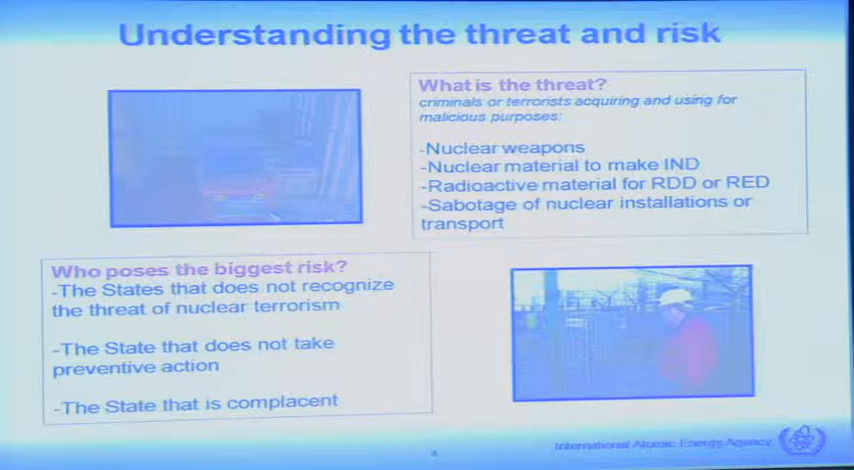 Understanding the threat and risk
What is the threat?
criminals or terrorists acquiring and using for
malicious purposes:
-Nuclear weapons
-Nuclear material to make IND
-Radioactive material for RDD or RED
-Sabotage of nuclear installations or
transport
Who poses the biggest risk?
-The States that does not recognize
the threat of nuclear terrorism
-The State that does not take
preventive action
-The State that is complacent
International Atomic Energy Agency